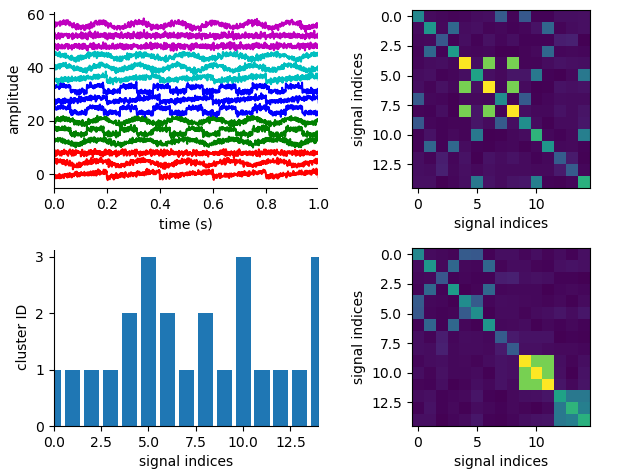 60
40
20
0
amplitude
0.0 0.2 0.4 0.6 0.8 1.0
time (s)
0.0
2.5
5.0
7.5
10.0
12.5
signal indices
0 5 10
signal indices
3
2
1
0
cluster ID
0.0 2.5 5.0 7.5 10.0 12.5
signal indices
0.0
2.5
5.0
7.5
10.0
12.5
signal indices
0 5 10
signal indices